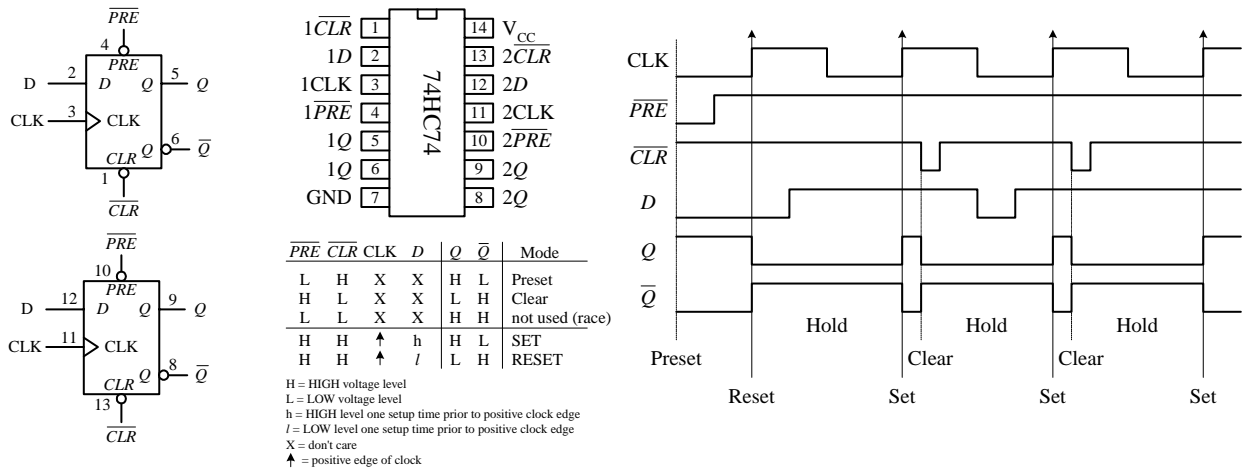 PRE
4
PRE
D 2 D Q 5 Q
CLK 3 CLK
Q 6 Q
CLR
1
CLR
PRE
10
PRE
D 12 D Q 9 Q
CLK 11 CLK
Q 8 Q
CLR
13
CLR
1CLR 1 14 VCC
1D 2 13 2CLR
1CLK 3 12 2D
1PRE 4 11 2CLK
1Q 5 10 2PRE
1Q 6 9 2Q
GND 7 8 2Q
74HC74
PRE CLR CLK D Q Q̅ Mode
L H X X H L Preset
H L X X L H Clear
L L X X H H not used (race)
H H ↑ h H L SET
H H ↑ l L H RESET
H = HIGH voltage level
L = LOW voltage level
h = HIGH level one setup time prior to positive clock edge
l = LOW level one setup time prior to positive clock edge
X = don't care
↑ = positive edge of clock
CLK
PRE
CLR
D
Q
Q̅
Hold Hold Hold
Preset Clear Clear
Reset Set Set Set